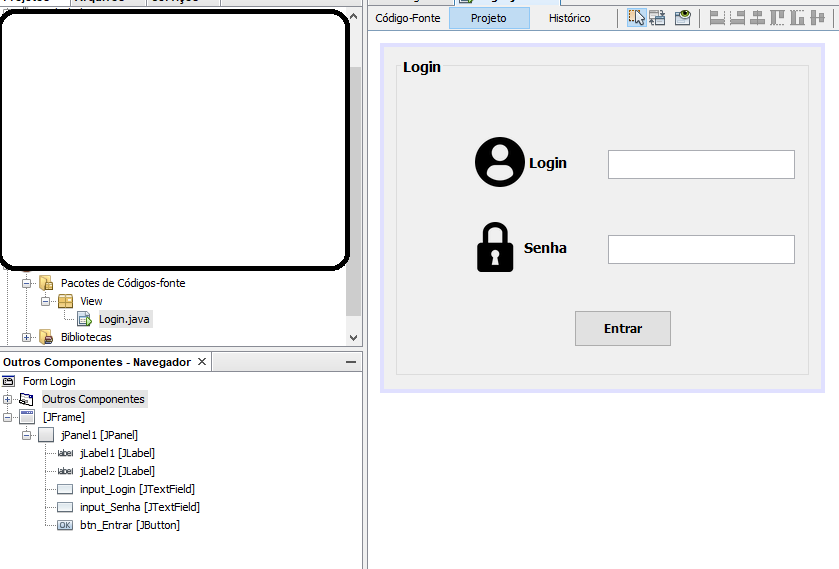 Código-Fonte Projeto Histórico
Login
Login
Senha
Entrar
Pacotes de Códigos-fonte
View
Login.java
Bibliotecas
Outros Componentes - Navegador
Form Login
Outros Componentes
[JFrame]
jPanel1 [JPanel]
label jLabel1 [JLabel]
label jLabel2 [JLabel]
input_Login [JTextField]
input_Senha [JTextField]
OK btn_Entrar [JButton]